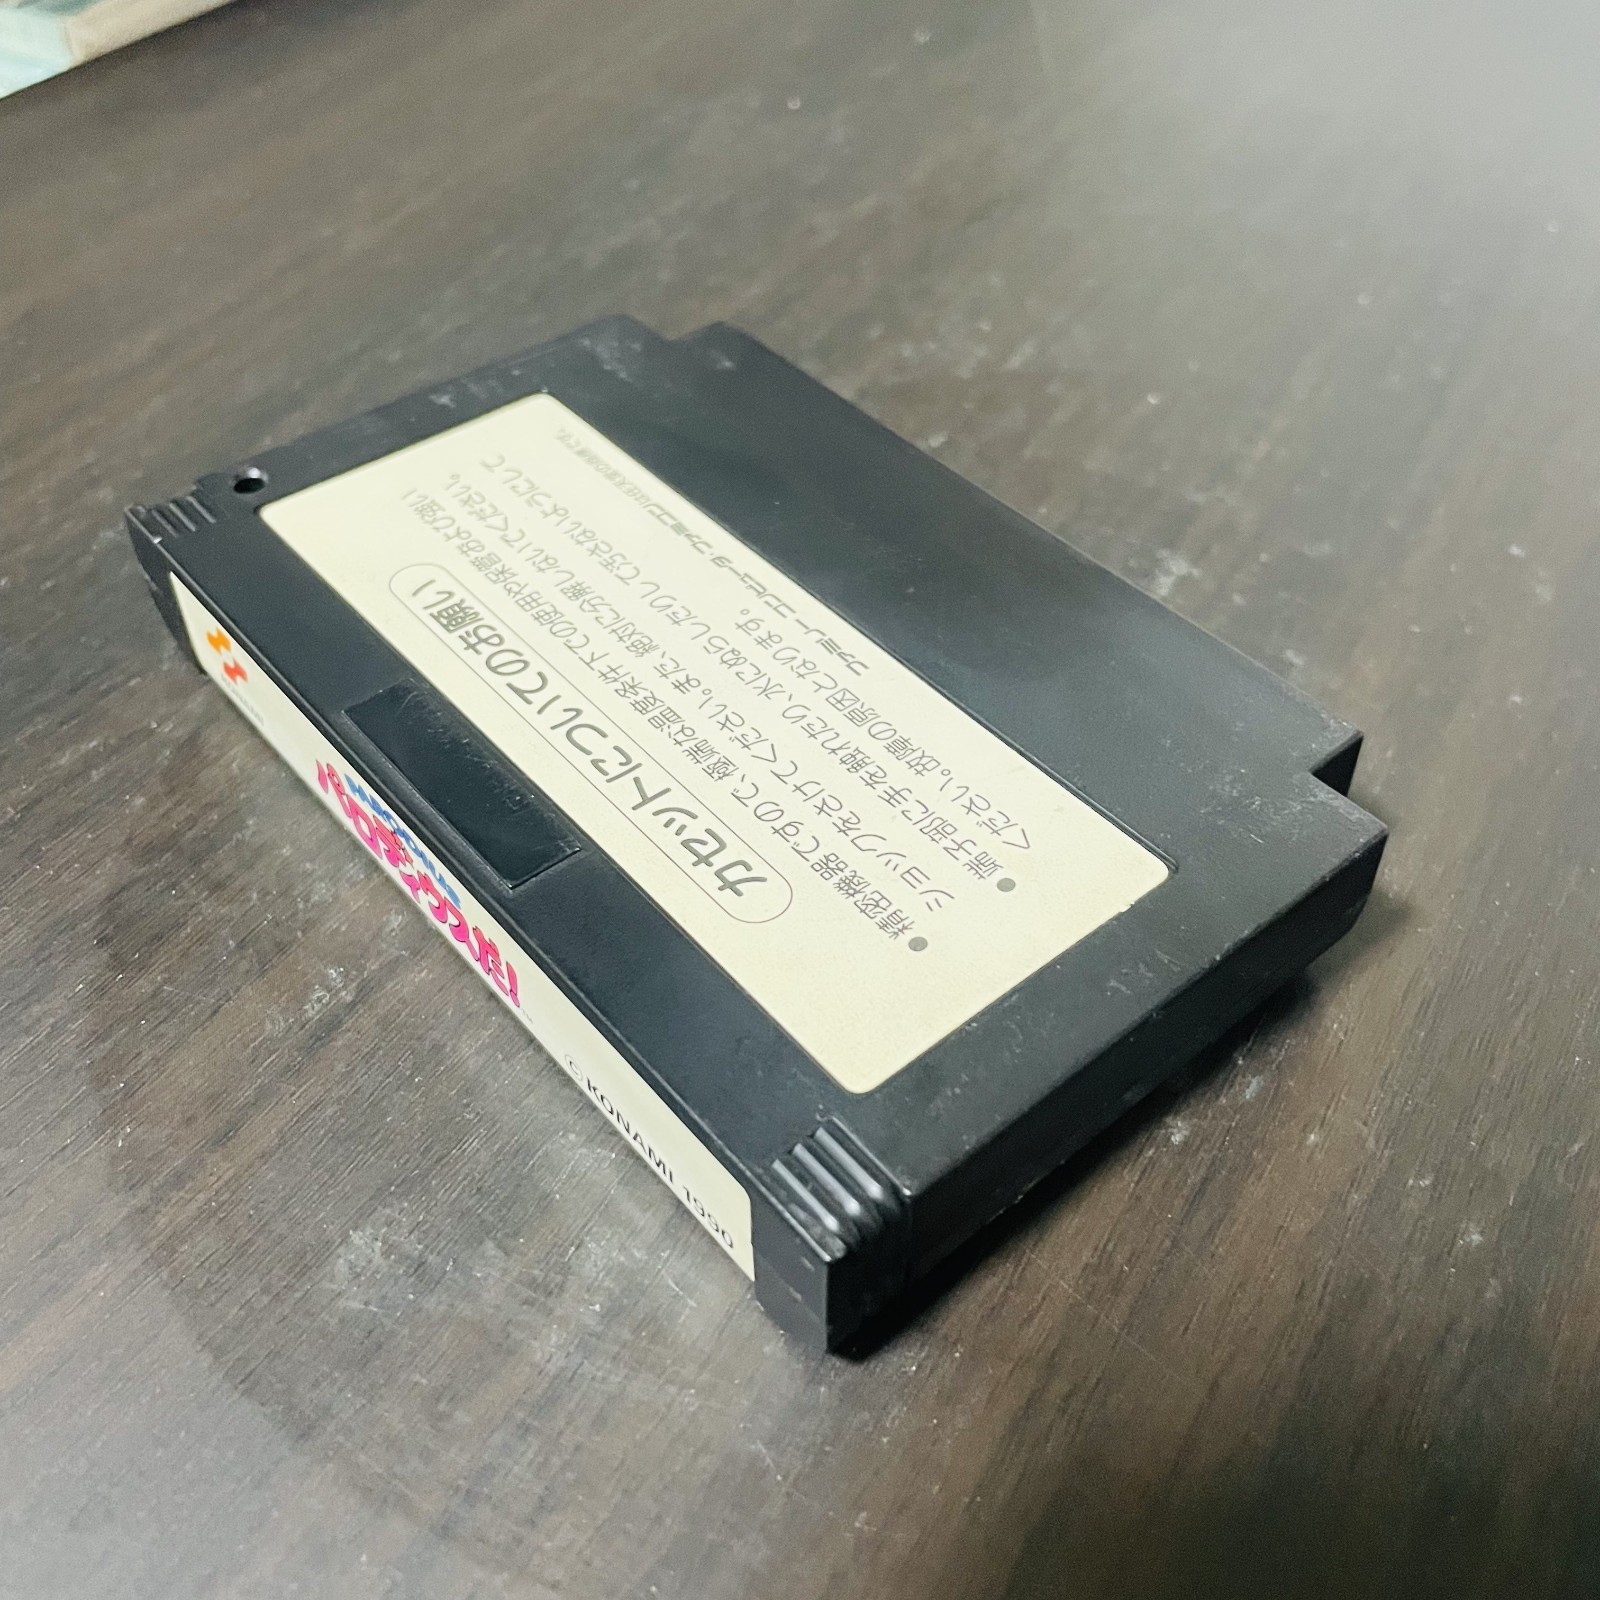 カセットについてのお願い
●精密機器ですので、極端な温度条件下での使用や保管および強い
ショックをさけてください。また、絶対に分解しないでください。
●端子部に手を触れたり、水にぬらしたりして汚さないようにして
ください。故障の原因となります。
ファミリーコンピュータ・ファミコンは任天堂の商標です。
KONAMI
PARODIUS
パロディウスだ!
© KONAMI 1990